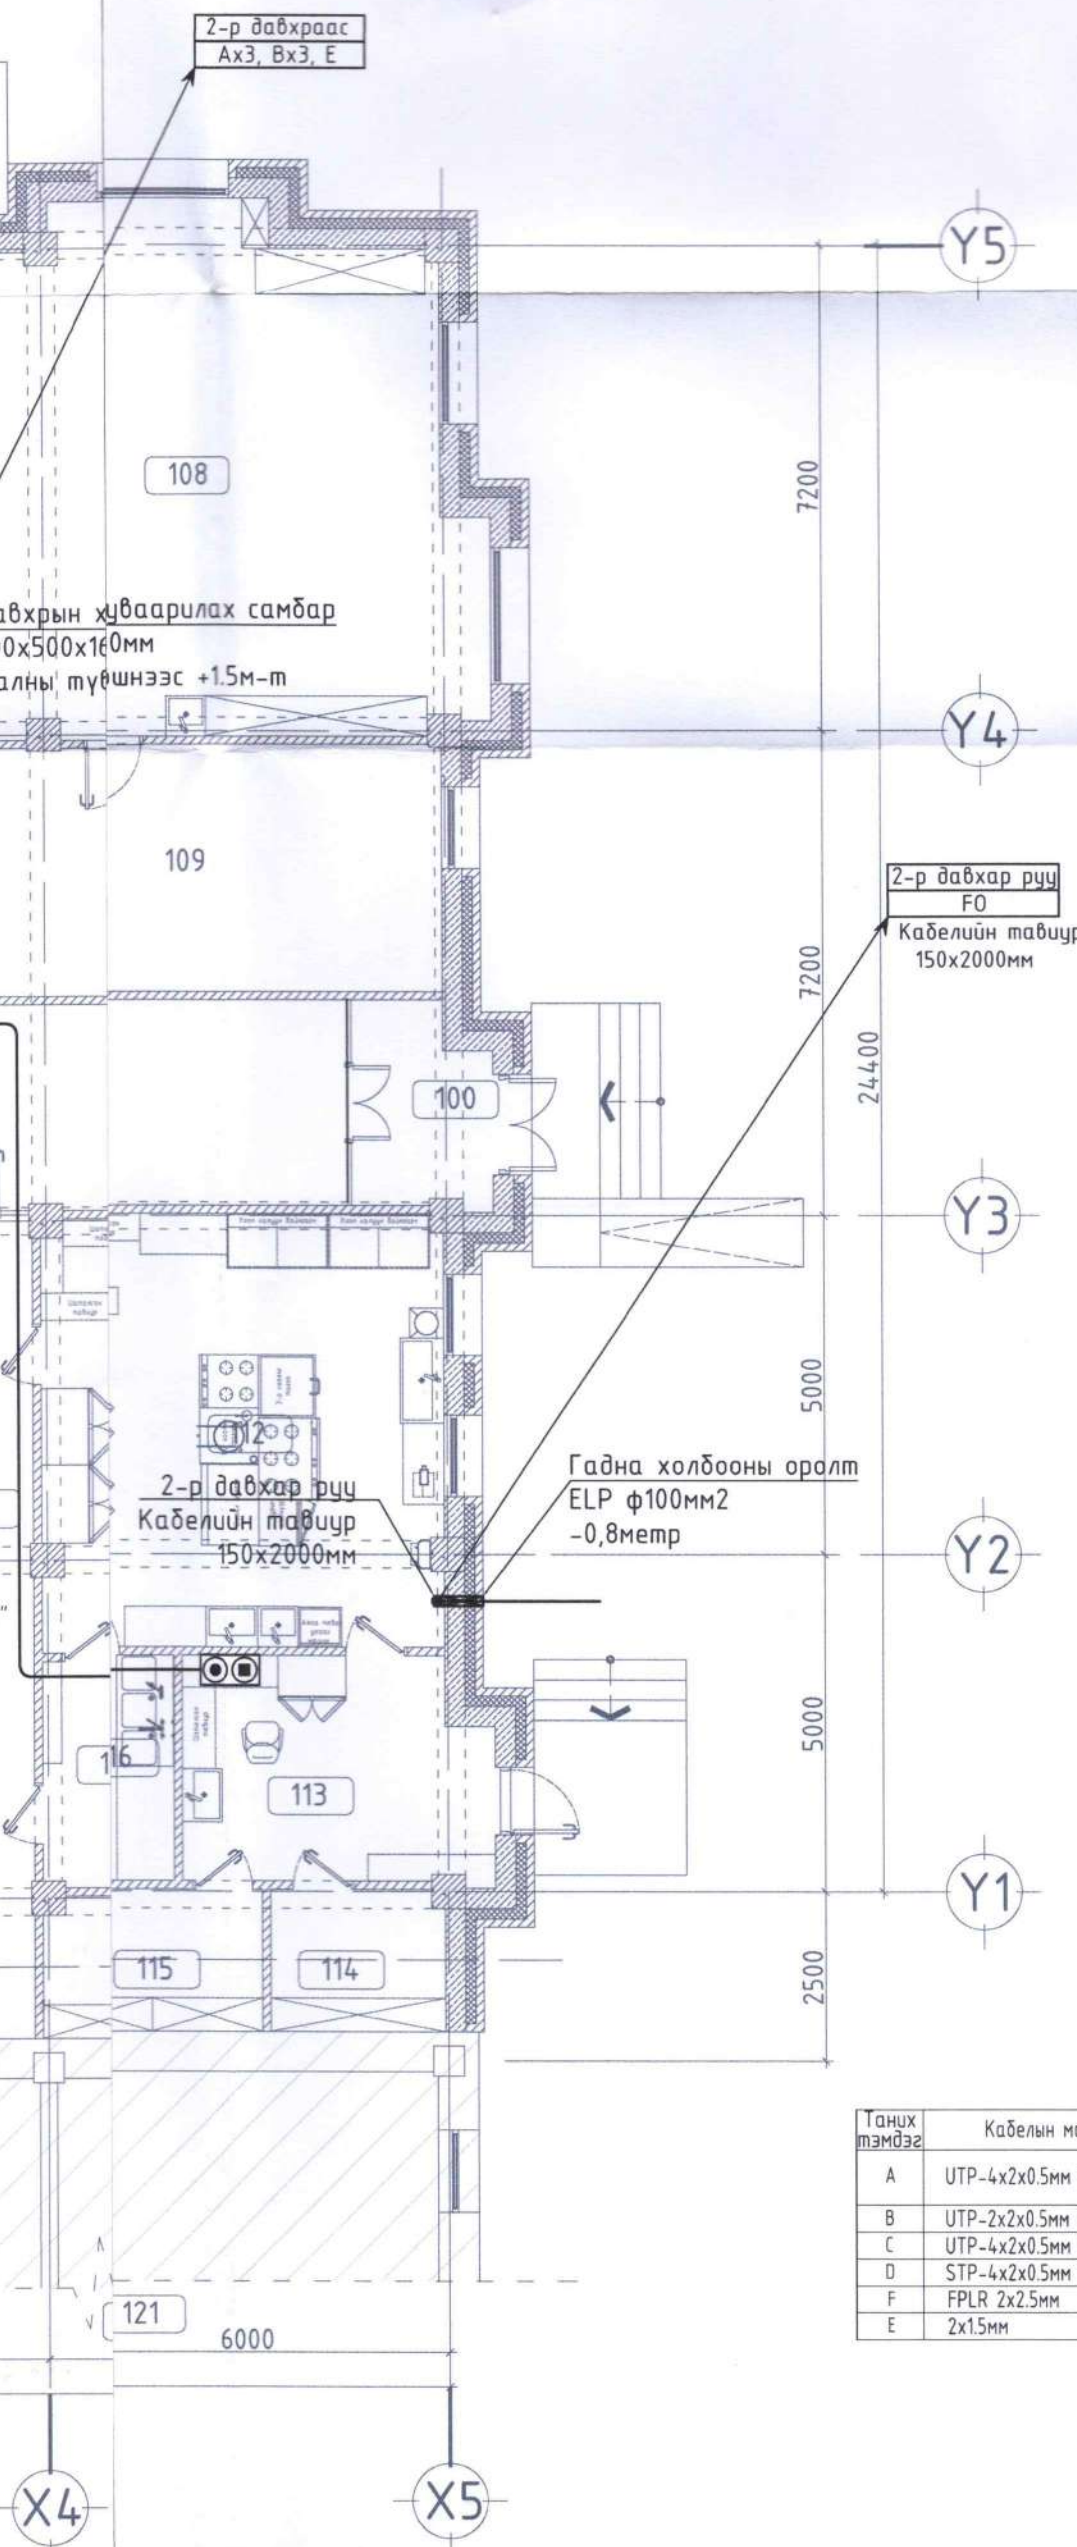 2-р давхраас
Ax3, Bx3, E
Y5
108
7200
хуваарилах самбар
түвшнээс +1.5м-т
Y4
109
2-р давхар руу
FO
Кабелийн тавиур
150x2000мм
7200
24400
100
Y3
5000
112
Гадна холбооны оролт
ELP ф100мм2
-0,8метр
2-р давхар руу
Кабелийн тавиур
150x2000мм
Y2
5000
116
113
Y1
115
114
2500
Таних
тэмдэг
Кабелын
A UTP-4x2x0.5мм
B UTP-2x2x0.5мм
C UTP-4x2x0.5мм
D STP-4x2x0.5мм
F FPLR 2x2.5мм
E 2x1.5мм
121
6000
X4
X5